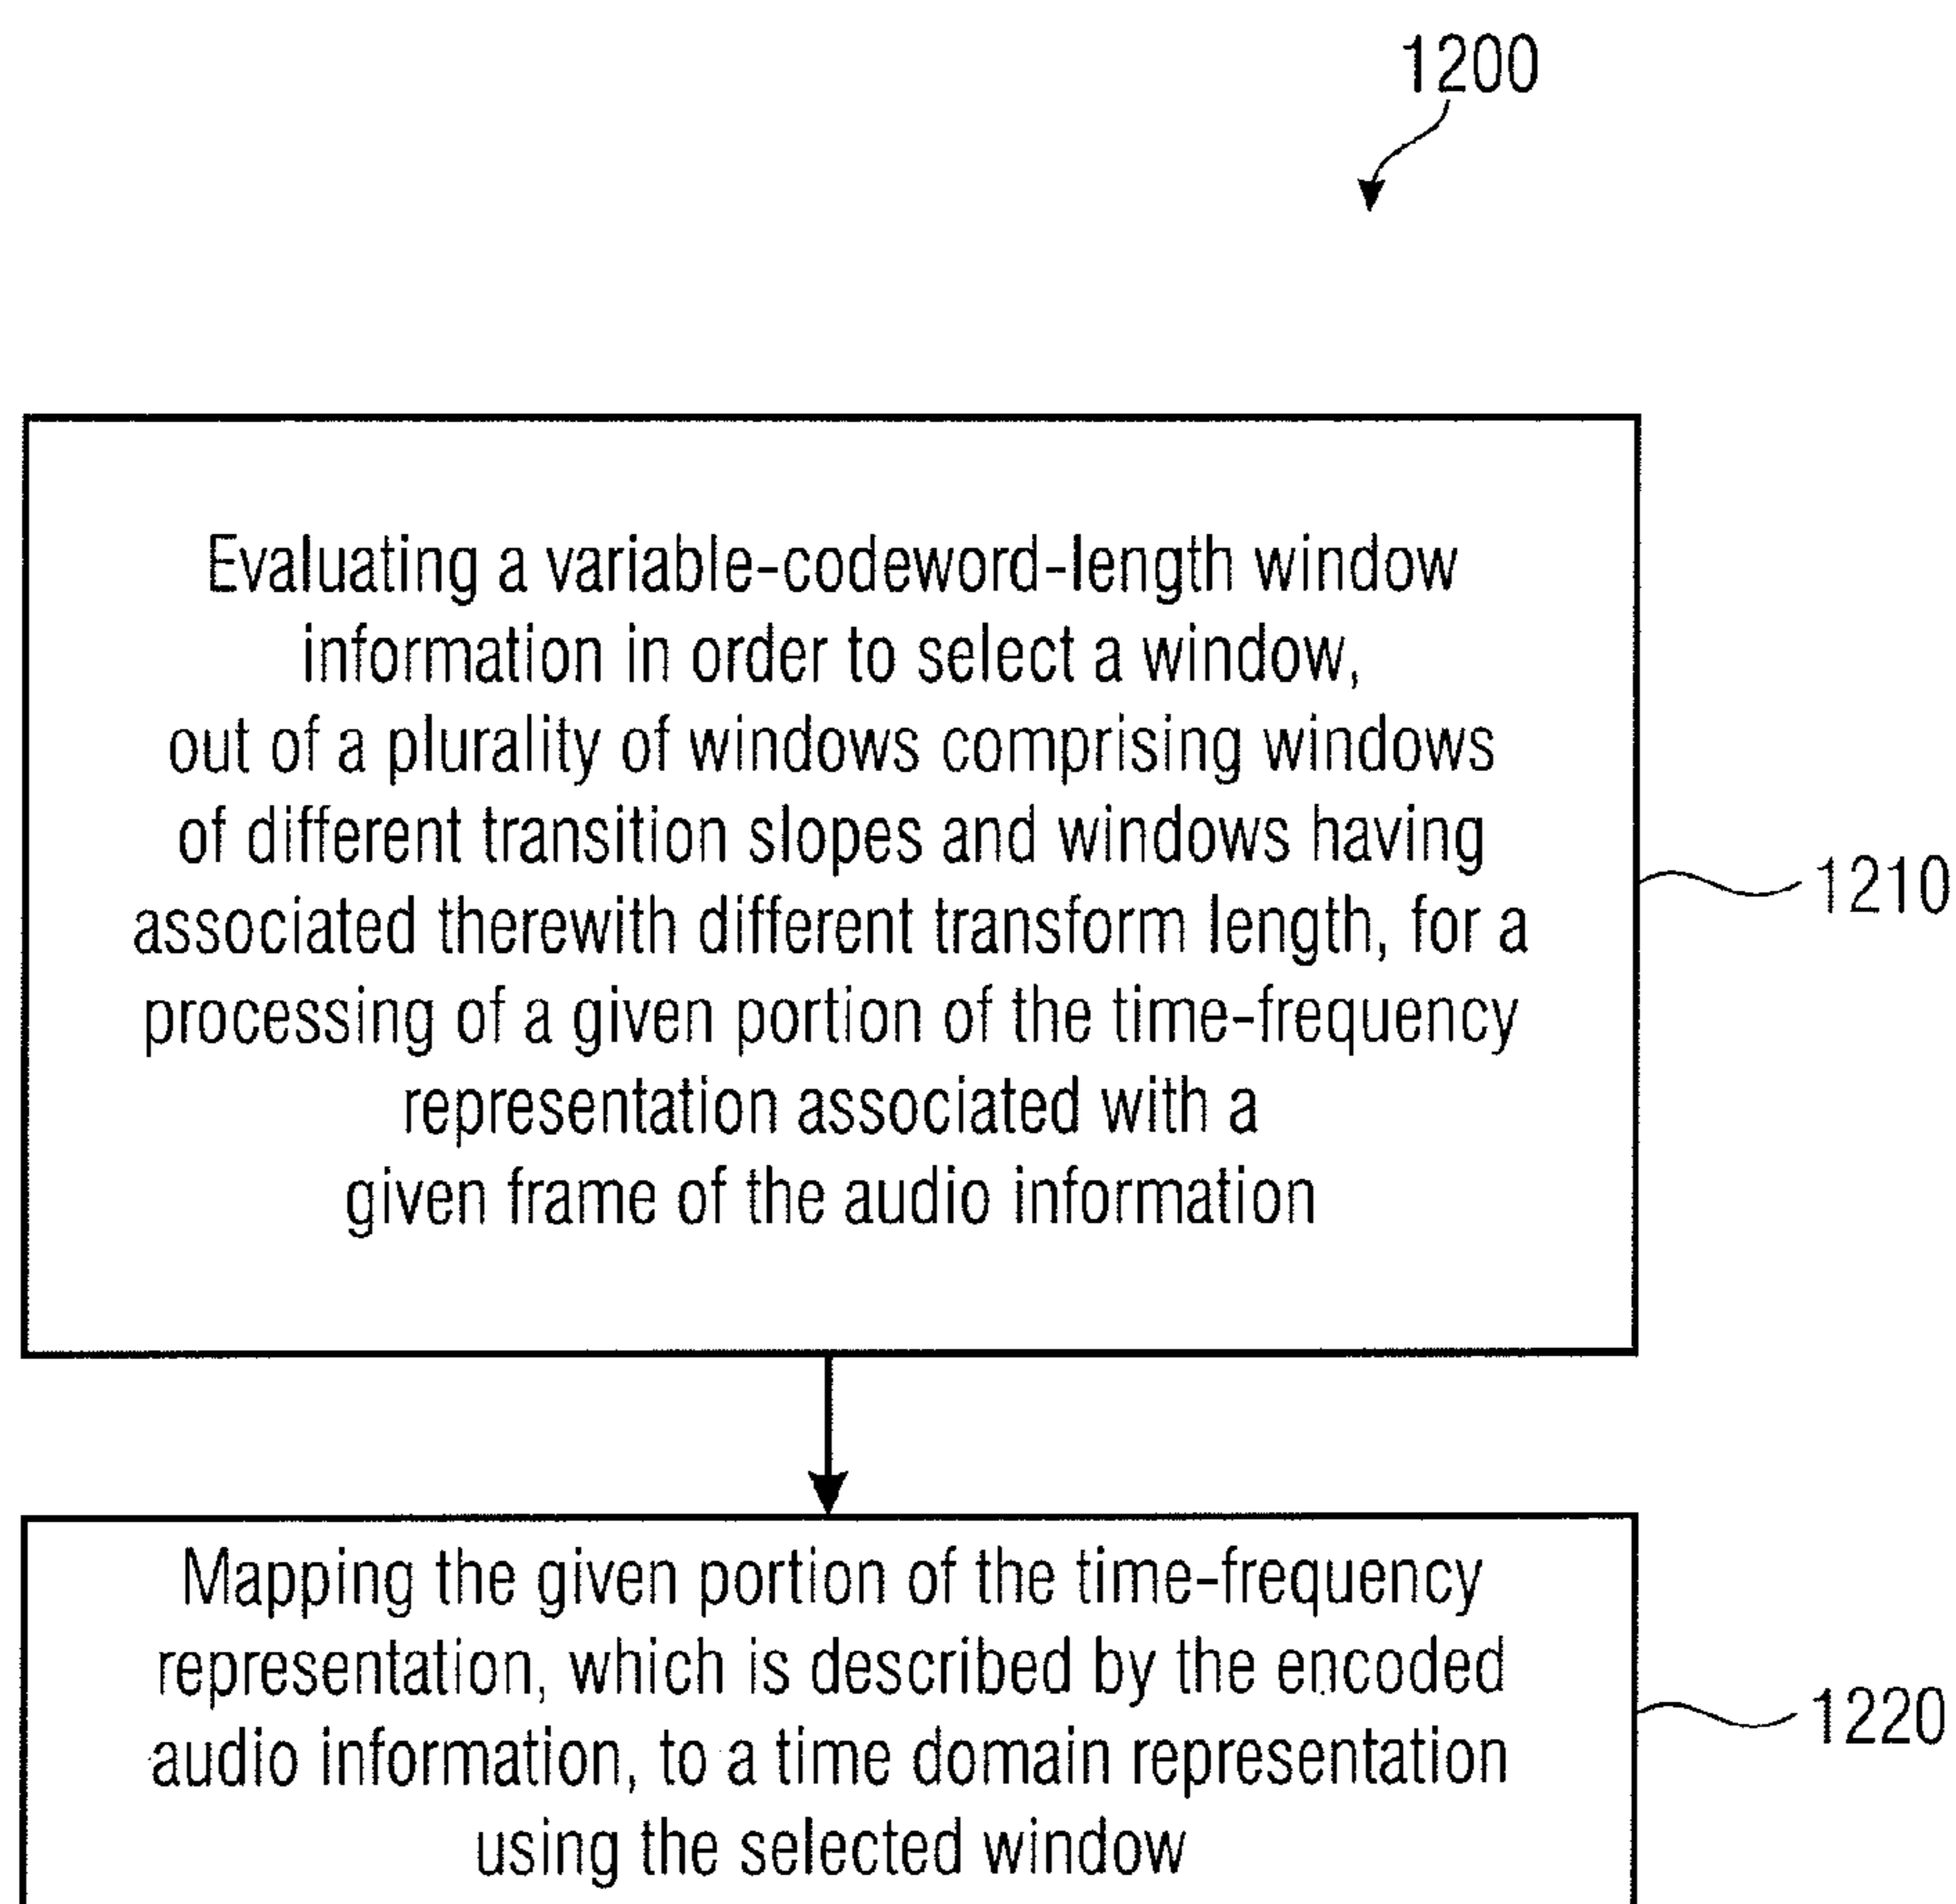 1200
Evaluating a variable-codeword-length window
information in order to select a window,
out of a plurality of windows comprising windows
of different transition slopes and windows having
associated therewith different transform length, for a
processing of a given portion of the time-frequency
representation associated with a
given frame of the audio information
1210
Mapping the given portion of the time-frequency
representation, which is described by the encoded
audio information, to a time domain representation
using the selected window
1220